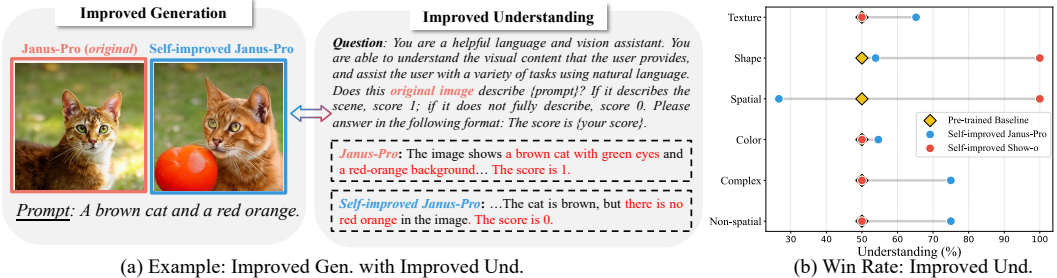 Improved Generation
Janus-Pro (original) Self-improved Janus-Pro
Prompt: A brown cat and a red orange.
Improved Understanding
Question: You are a helpful language and vision assistant. You
are able to understand the visual content that the user provides,
and assist the user with a variety of tasks using natural language.
Does this original image describe {prompt}? If it describes the
scene, score 1; if it does not fully describe, score 0. Please
answer in the following format: The score is {your score}.
Janus-Pro: The image shows a brown cat with green eyes and
a red-orange background… The score is 1.
Self-improved Janus-Pro: …The cat is brown, but there is no
red orange in the image. The score is 0.
(a) Example: Improved Gen. with Improved Und.
Texture
Shape
Spatial
Color
Complex
Non-spatial
Pre-trained Baseline
Self-improved Janus-Pro
Self-improved Show-o
30 40 50 60 70 80 90 100
Understanding (%)
(b) Win Rate: Improved Und.